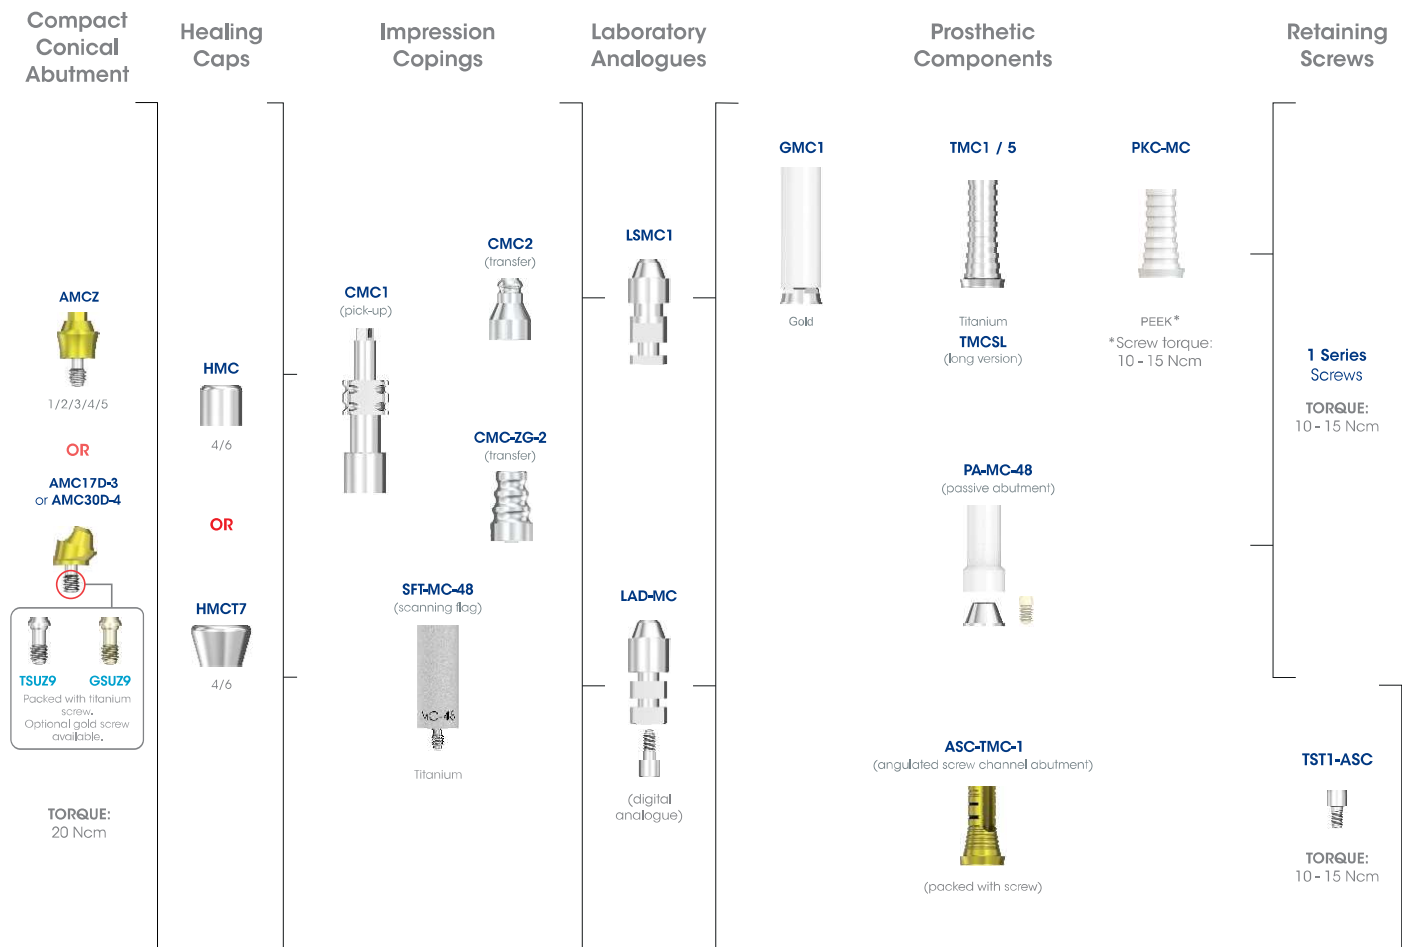 Compact
Conical
Abutment
Healing
Caps
Impression
Copings
Laboratory
Analogues
Prosthetic
Components
Retaining
Screws
AMCZ
1/2/3/4/5
OR
AMC17D-3
or AMC30D-4
TSUZ9
GSUZ9
Packed with titanium
screw.
Optional gold screw
available.
TORQUE:
20 Ncm
HMC
4/6
OR
HMCT7
4/6
CMC1
(pick-up)
CMC2
(transfer)
CMC-ZG-2
(transfer)
SFT-MC-48
(scanning flag)
MC-48
Titanium
LSMC1
LAD-MC
(digital
analogue)
GMC1
Gold
TMC1 / 5
Titanium
TMCSL
(long version)
PKC-MC
PEEK*
*Screw torque:
10 - 15 Ncm
PA-MC-48
(passive abutment)
ASC-TMC-1
(angulated screw channel abutment)
(packed with screw)
1 Series
Screws
TORQUE:
10 - 15 Ncm
TST1-ASC
TORQUE:
10 - 15 Ncm